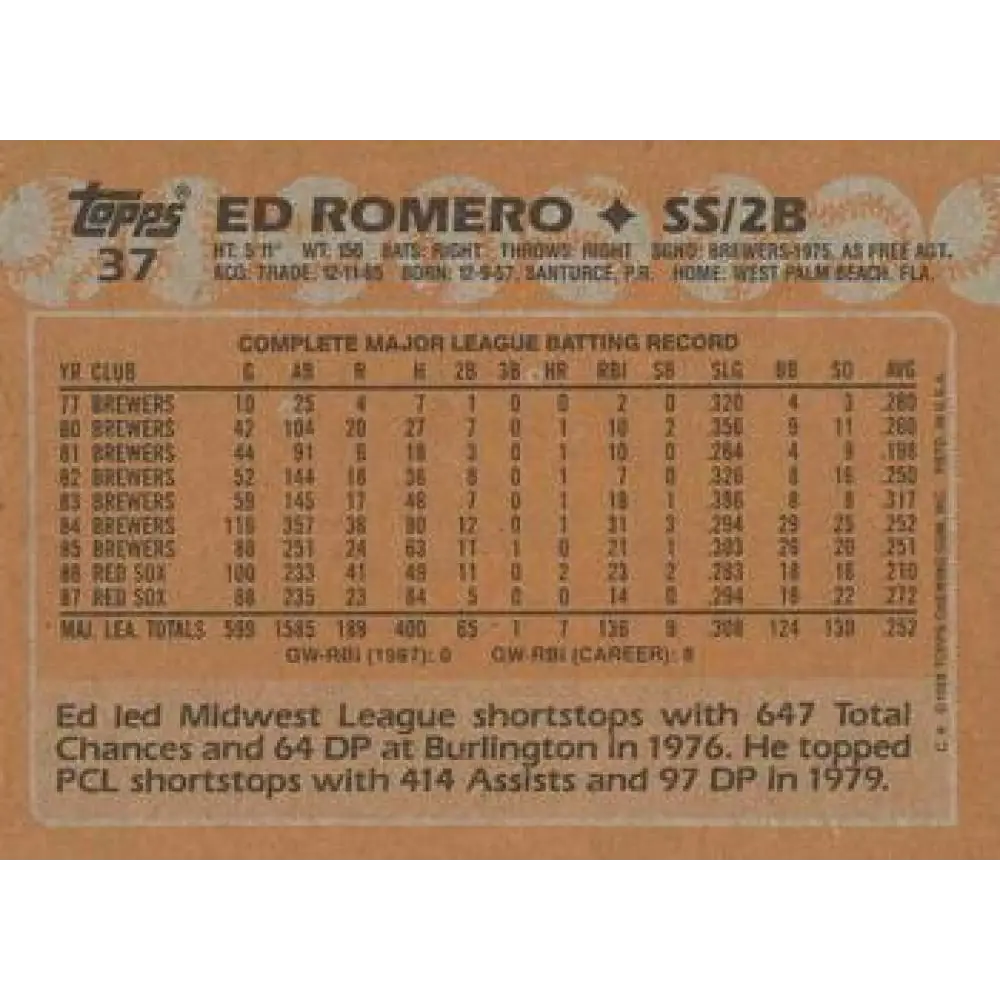 Topps® ED ROMERO ✦ SS/2B
37 HT: 5'11" WT: 150 BATS: RIGHT THROWS: RIGHT SGND: BREWERS-1975, AS FREE AGT.
ACQ: TRADE, 12-11-85 BORN: 12-9-57, SANTURCE, P.R. HOME: WEST PALM BEACH, FLA.
COMPLETE MAJOR LEAGUE BATTING RECORD
YR CLUB G AB R H 2B 3B HR RBI SB SLG BB SO AVG
77 BREWERS 10 25 4 7 1 0 0 2 0 .320 4 3 .280
80 BREWERS 42 104 20 27 7 0 1 10 2 .356 9 11 .260
81 BREWERS 44 91 6 18 3 0 1 10 0 .264 4 9 .198
82 BREWERS 52 144 18 36 8 0 1 7 0 .326 8 16 .250
83 BREWERS 59 145 17 46 7 0 1 18 1 .386 8 8 .317
84 BREWERS 116 357 36 90 12 0 1 31 3 .294 29 25 .252
85 BREWERS 88 251 24 63 11 1 0 21 1 .303 26 20 .251
86 RED SOX 100 233 41 49 11 0 2 23 2 .283 18 16 .210
87 RED SOX 88 235 23 64 5 0 0 14 0 .294 18 22 .272
MAJ. LEA. TOTALS 599 1585 189 400 65 1 7 136 9 .308 124 130 .252
GW-RBI (1987): 0 GW-RBI (CAREER): 8
Ed led Midwest League shortstops with 647 Total
Chances and 64 DP at Burlington in 1976. He topped
PCL shortstops with 414 Assists and 97 DP in 1979.
©1988 TOPPS CHEWING GUM, INC. PRTD. IN U.S.A.